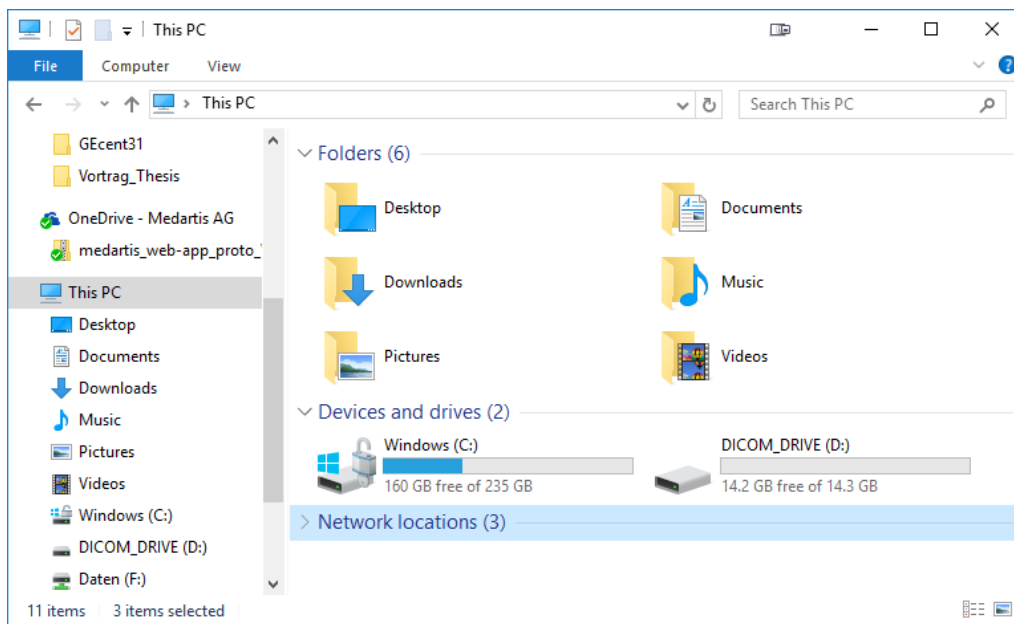 This PC
File Computer View
This PC
Search This PC
GEcent31
Vortrag_Thesis
OneDrive - Medartis AG
medartis_web-app_proto_
This PC
Desktop
Documents
Downloads
Music
Pictures
Videos
Windows (C:)
DICOM_DRIVE (D:)
Daten (F:)
Folders (6)
Desktop
Documents
Downloads
Music
Pictures
Videos
Devices and drives (2)
Windows (C:)
160 GB free of 235 GB
DICOM_DRIVE (D:)
14.2 GB free of 14.3 GB
Network locations (3)
11 items 3 items selected